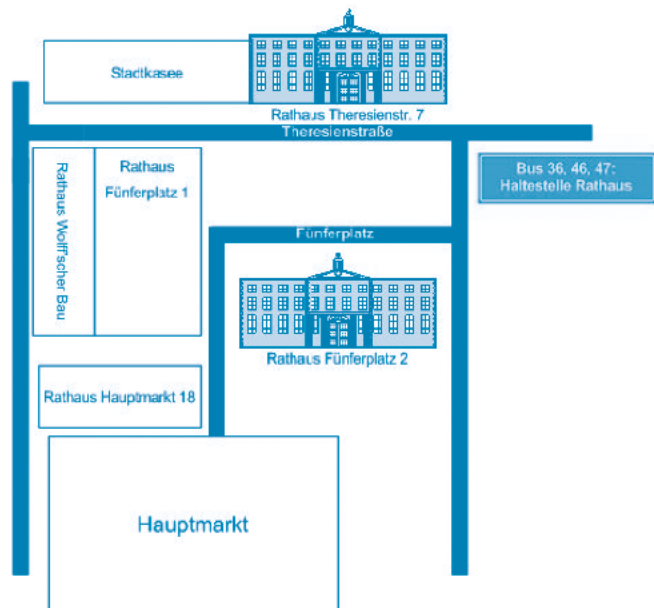 Stadtkasee
Rathaus Theresienstr. 7
Theresienstraße
Rathaus Wolff'scher Bau
Rathaus
Fünferplatz 1
Bus 36, 46, 47:
Haltestelle Rathaus
Fünferplatz
Rathaus Fünferplatz 2
Rathaus Hauptmarkt 18
Hauptmarkt